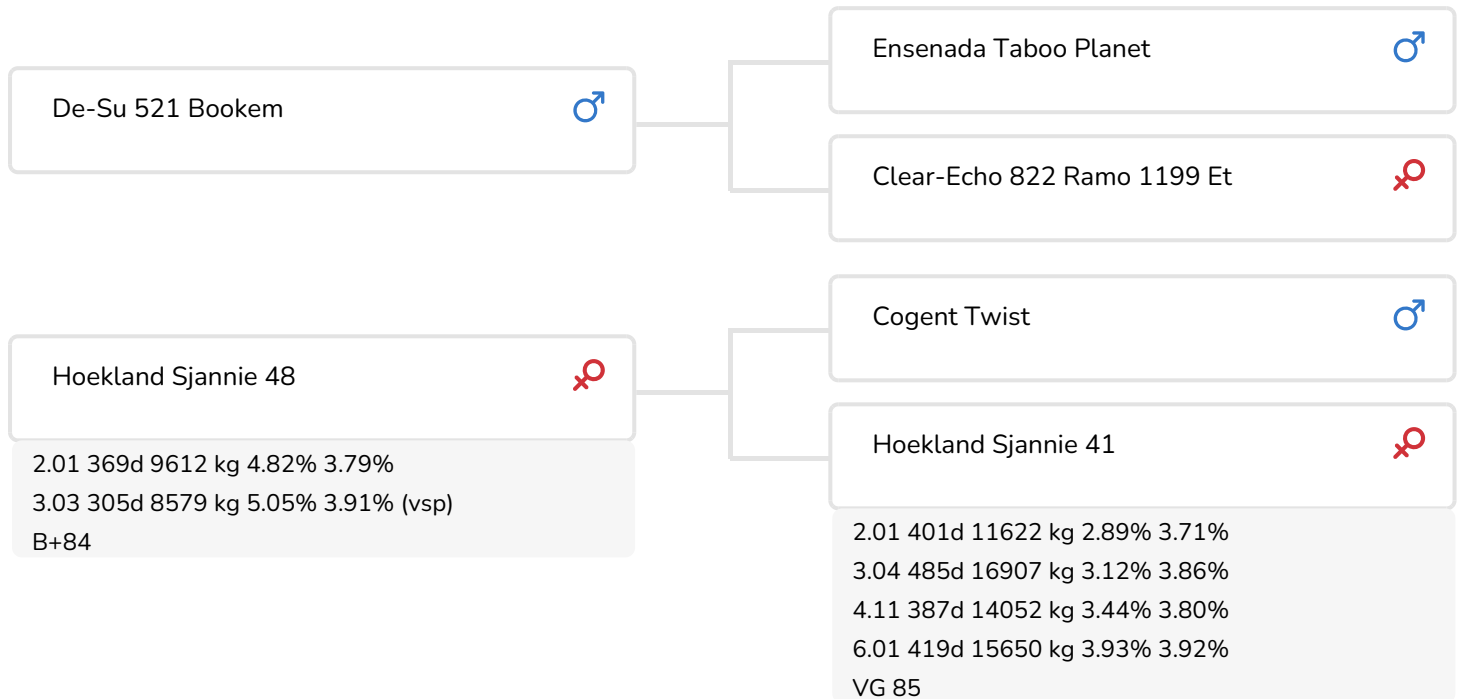 De-Su 521 Bookem
Ensenada Taboo Planet
Clear-Echo 822 Ramo 1199 Et
Hoekland Sjannie 48
2.01 369d 9612 kg 4.82% 3.79%
3.03 305d 8579 kg 5.05% 3.91% (vsp)
B+84
Cogent Twist
Hoekland Sjannie 41
2.01 401d 11622 kg 2.89% 3.71%
3.04 485d 16907 kg 3.12% 3.86%
4.11 387d 14052 kg 3.44% 3.80%
6.01 419d 15650 kg 3.93% 3.92%
VG 85